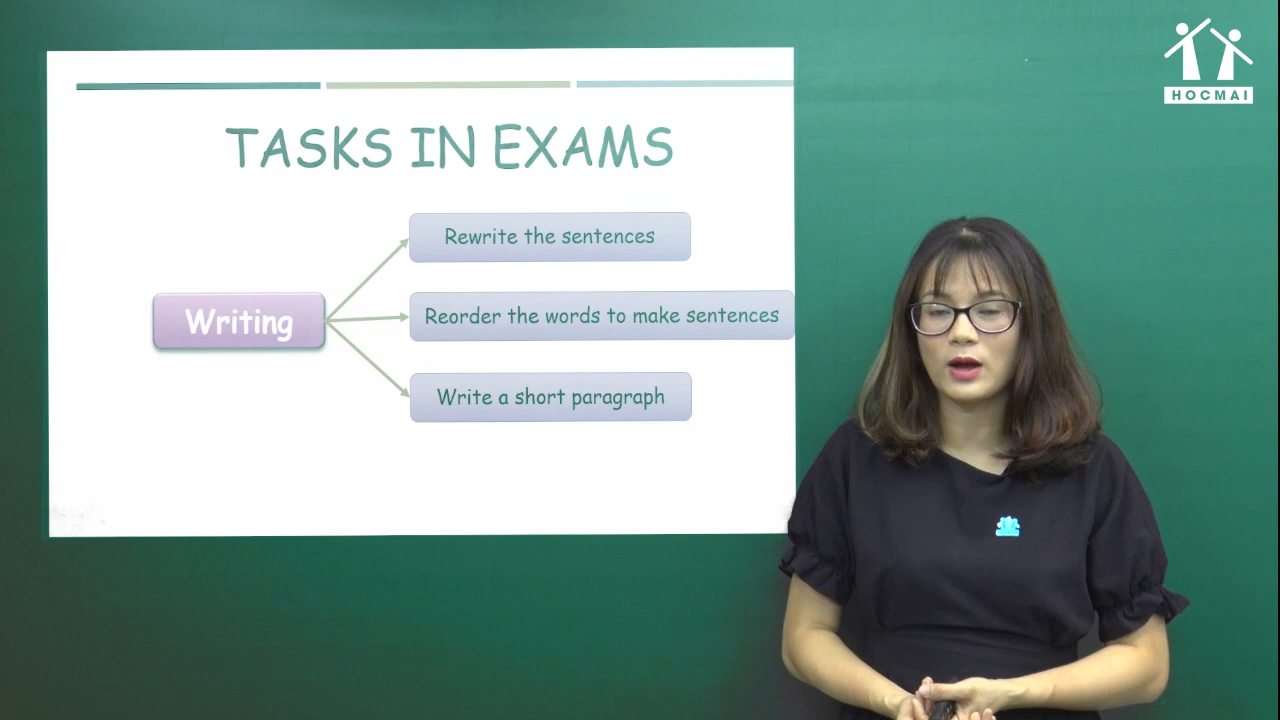 HOCMAI
TASKS IN EXAMS
Rewrite the sentences
Writing
Reorder the words to make sentences
Write a short paragraph